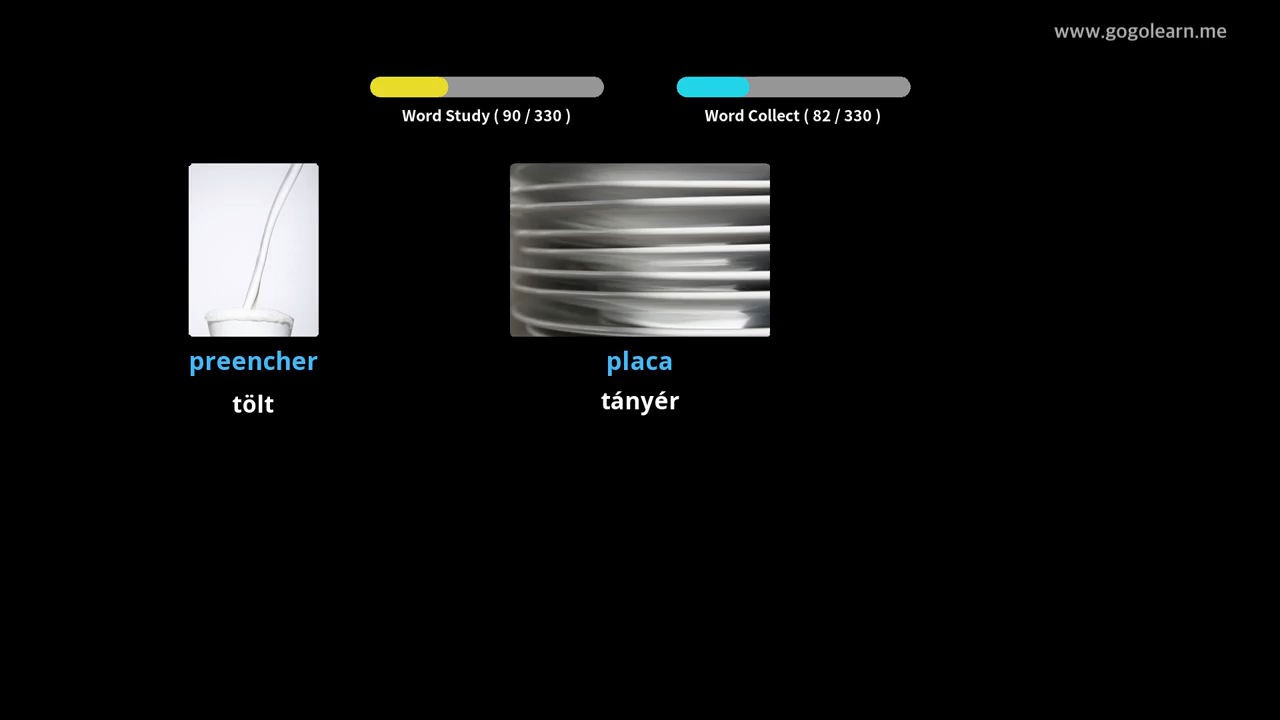 www.gogolearn.me
Word Study ( 90 / 330 )
Word Collect ( 82 / 330 )
preencher
tölt
placa
tányér